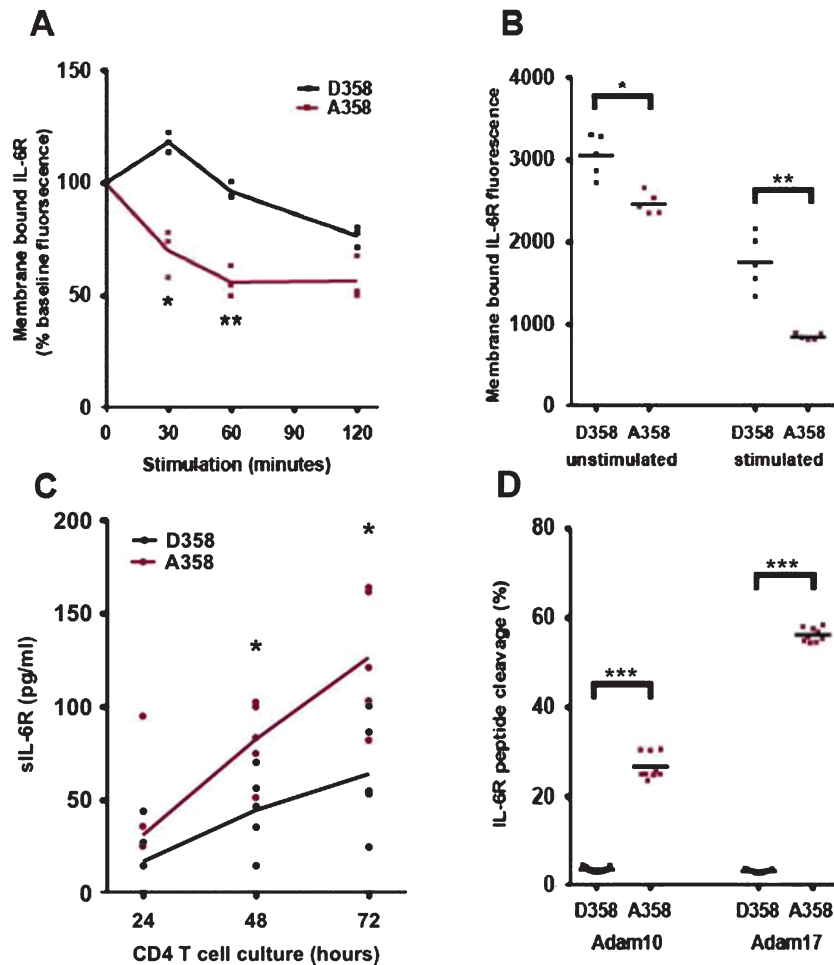 A
150
100
50
0
Membrane bound IL-6R
(% baseline fluorsecence)
D358
A358
*
**
0 30 60 90 120
Stimulation (minutes)
B
4000
3000
2000
1000
0
Membrane bound IL-6R fluorescence
*
**
D358 A358 D358 A358
unstimulated stimulated
C
200
150
100
50
0
sIL-6R (pg/ml)
D358
A358
*
*
24 48 72
CD4 T cell culture (hours)
D
80
60
40
20
0
IL-6R peptide cleavage (%)
***
***
D358 A358 D358 A358
Adam10 Adam17